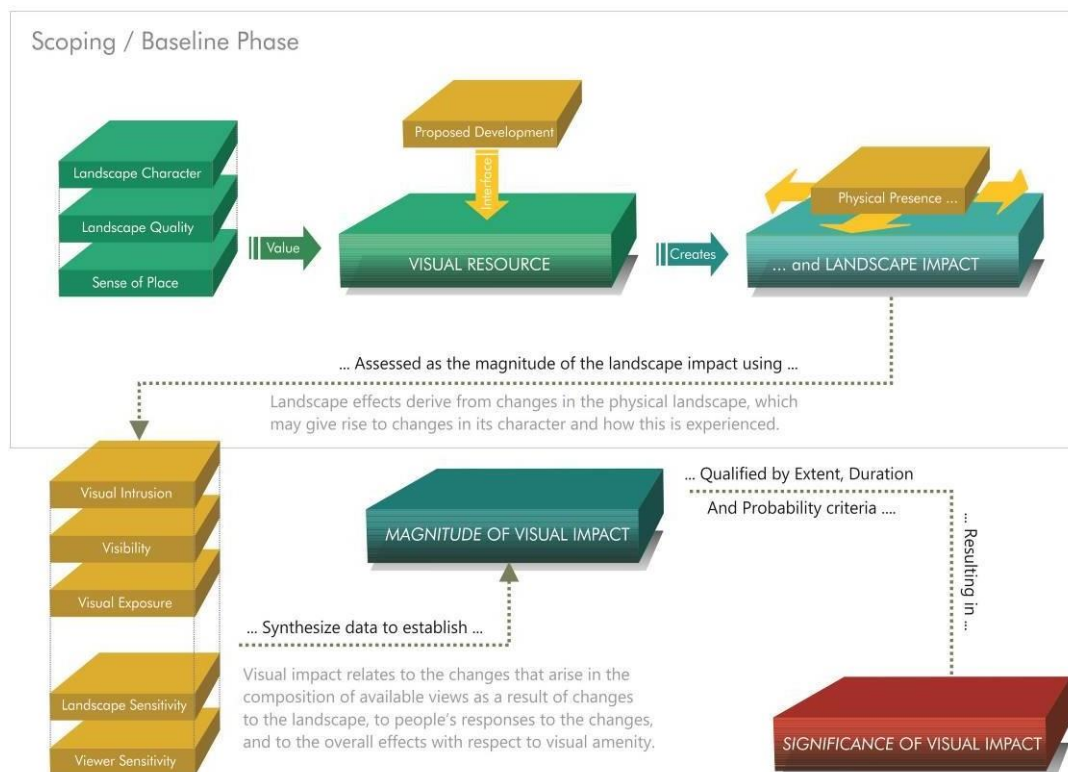 Scoping / Baseline Phase
Proposed Development
Interface
Landscape Character
Landscape Quality
Sense of Place
Value
VISUAL RESOURCE
Creates
Physical Presence ...
... and LANDSCAPE IMPACT
... Assessed as the magnitude of the landscape impact using ...
Landscape effects derive from changes in the physical landscape, which
may give rise to changes in its character and how this is experienced.
Visual Intrusion
Visibility
Visual Exposure
Landscape Sensitivity
Viewer Sensitivity
... Synthesize data to establish ...
Visual impact relates to the changes that arise in the
composition of available views as a result of changes
to the landscape, to people's responses to the changes,
and to the overall effects with respect to visual amenity.
MAGNITUDE OF VISUAL IMPACT
... Qualified by Extent, Duration
And Probability criteria ....
... Resulting in ...
SIGNIFICANCE OF VISUAL IMPACT